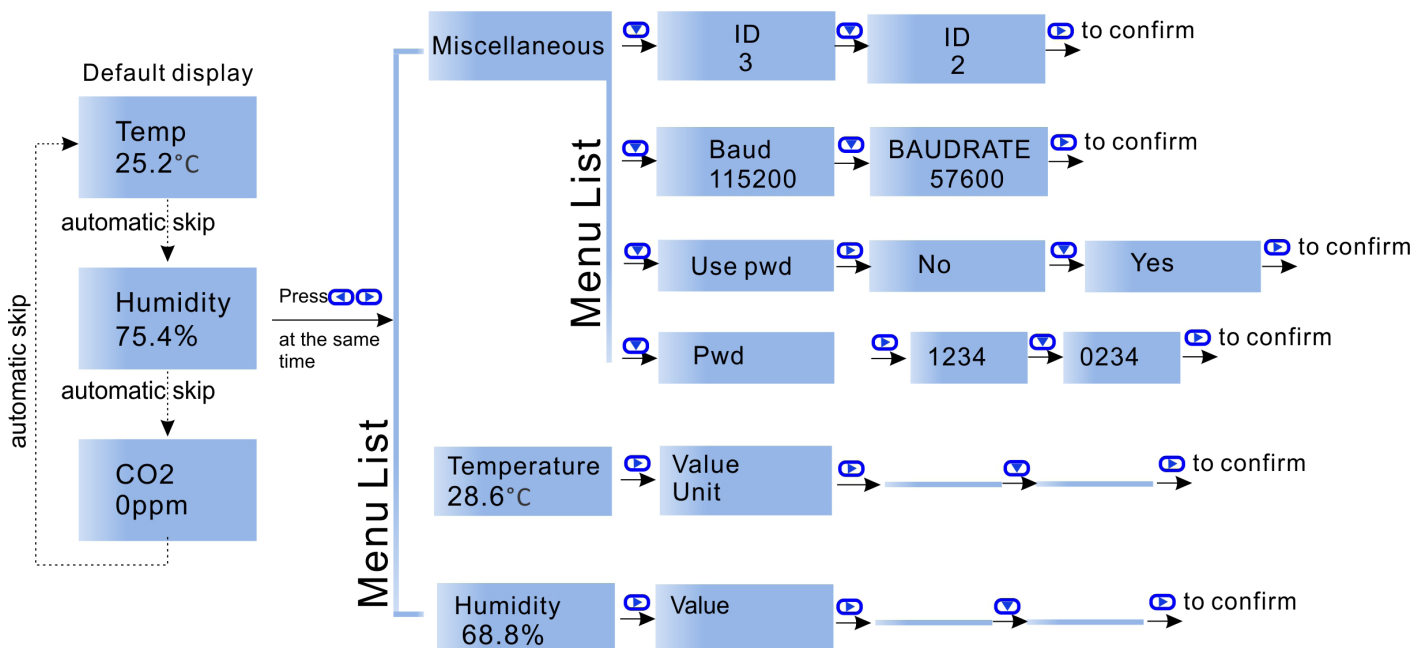 Default display
Temp
25.2°C
automatic skip
Humidity
75.4%
automatic skip
CO2
0ppm
automatic skip
Press
at the same
time
Menu List
Miscellaneous
ID
3
ID
2
to confirm
Menu List
Baud
115200
BAUDRATE
57600
to confirm
Use pwd
No
Yes
to confirm
Pwd
1234
0234
to confirm
Temperature
28.6°C
Value
Unit
to confirm
Humidity
68.8%
Value
to confirm